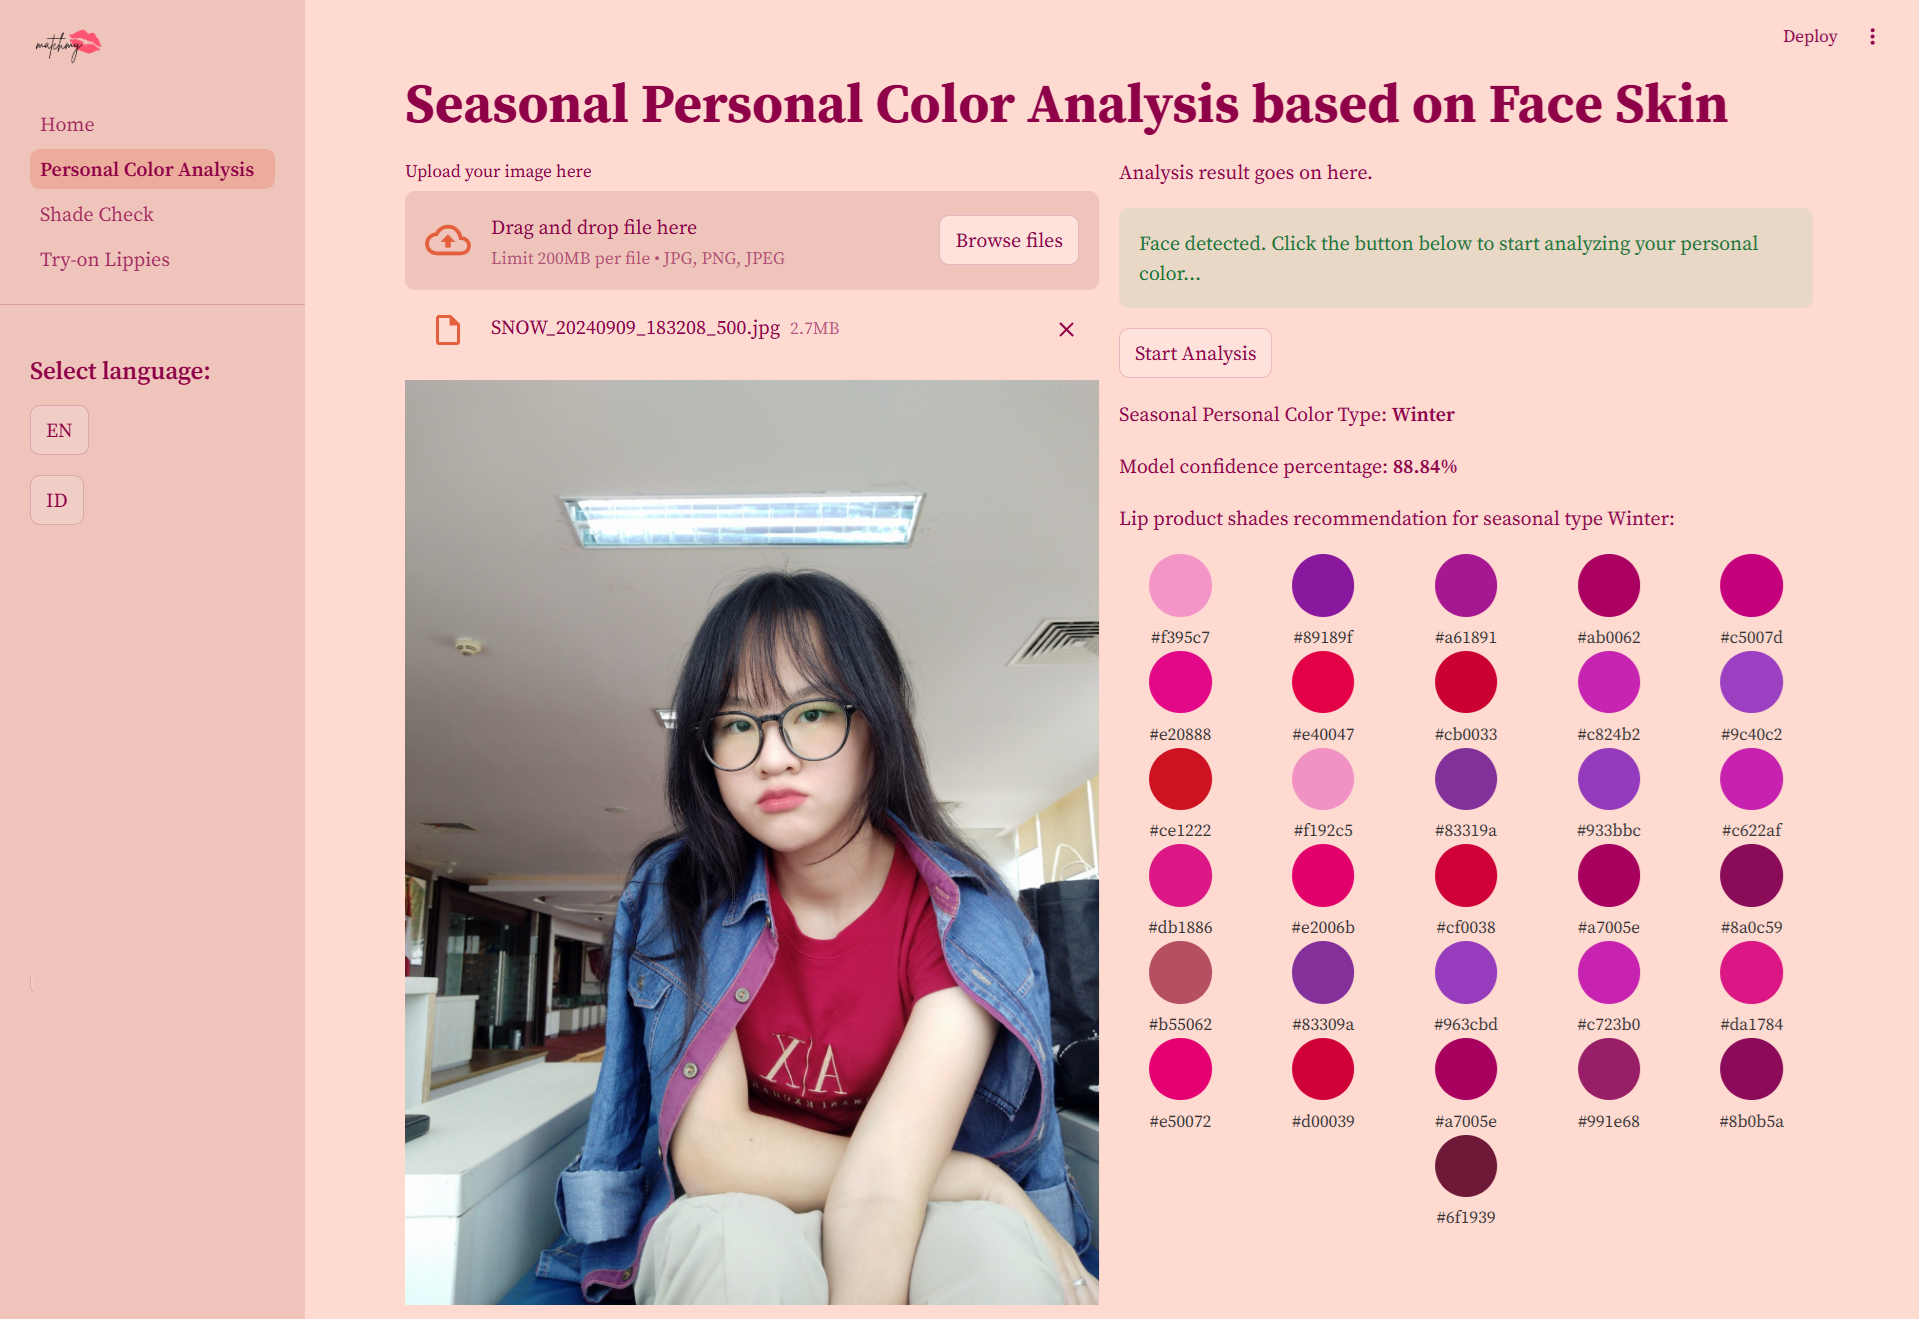 matchmy
Deploy
Home
Personal Color Analysis
Shade Check
Try-on Lippies
Select language:
EN
ID
Seasonal Personal Color Analysis based on Face Skin
Upload your image here
Drag and drop file here
Limit 200MB per file • JPG, PNG, JPEG
Browse files
SNOW_20240909_183208_500.jpg 2.7MB
A|X
Analysis result goes on here.
Face detected. Click the button below to start analyzing your personal
color...
Start Analysis
Seasonal Personal Color Type: Winter
Model confidence percentage: 88.84%
Lip product shades recommendation for seasonal type Winter:
#f395c7 #89189f #a61891 #ab0062 #c5007d
#e20888 #e40047 #cb0033 #c824b2 #9c40c2
#ce1222 #f192c5 #83319a #933bbc #c622af
#db1886 #e2006b #cf0038 #a7005e #8a0c59
#b55062 #83309a #963cbd #c723b0 #da1784
#e50072 #d00039 #a7005e #991e68 #8b0b5a
#6f1939